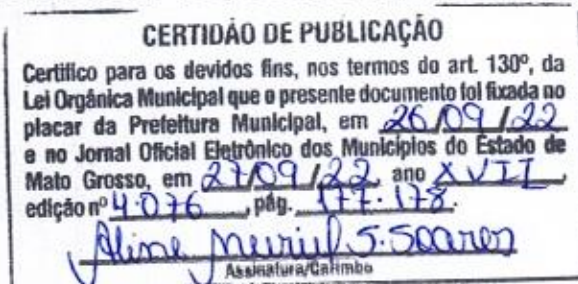 CERTIDÃO DE PUBLICAÇÃO
Certifico para os devidos fins, nos termos do art. 130º, da
Lei Orgânica Municipal que o presente documento foi fixada no
placar da Prefeitura Municipal, em 26/09/22
e no Jornal Oficial Eletrônico dos Municípios do Estado de
Mato Grosso, em 27/09/22, ano XVII,
edição nº 4.076, pág. 177.178.
Aline Meiriul S. Soares
Assinatura/Carimbo